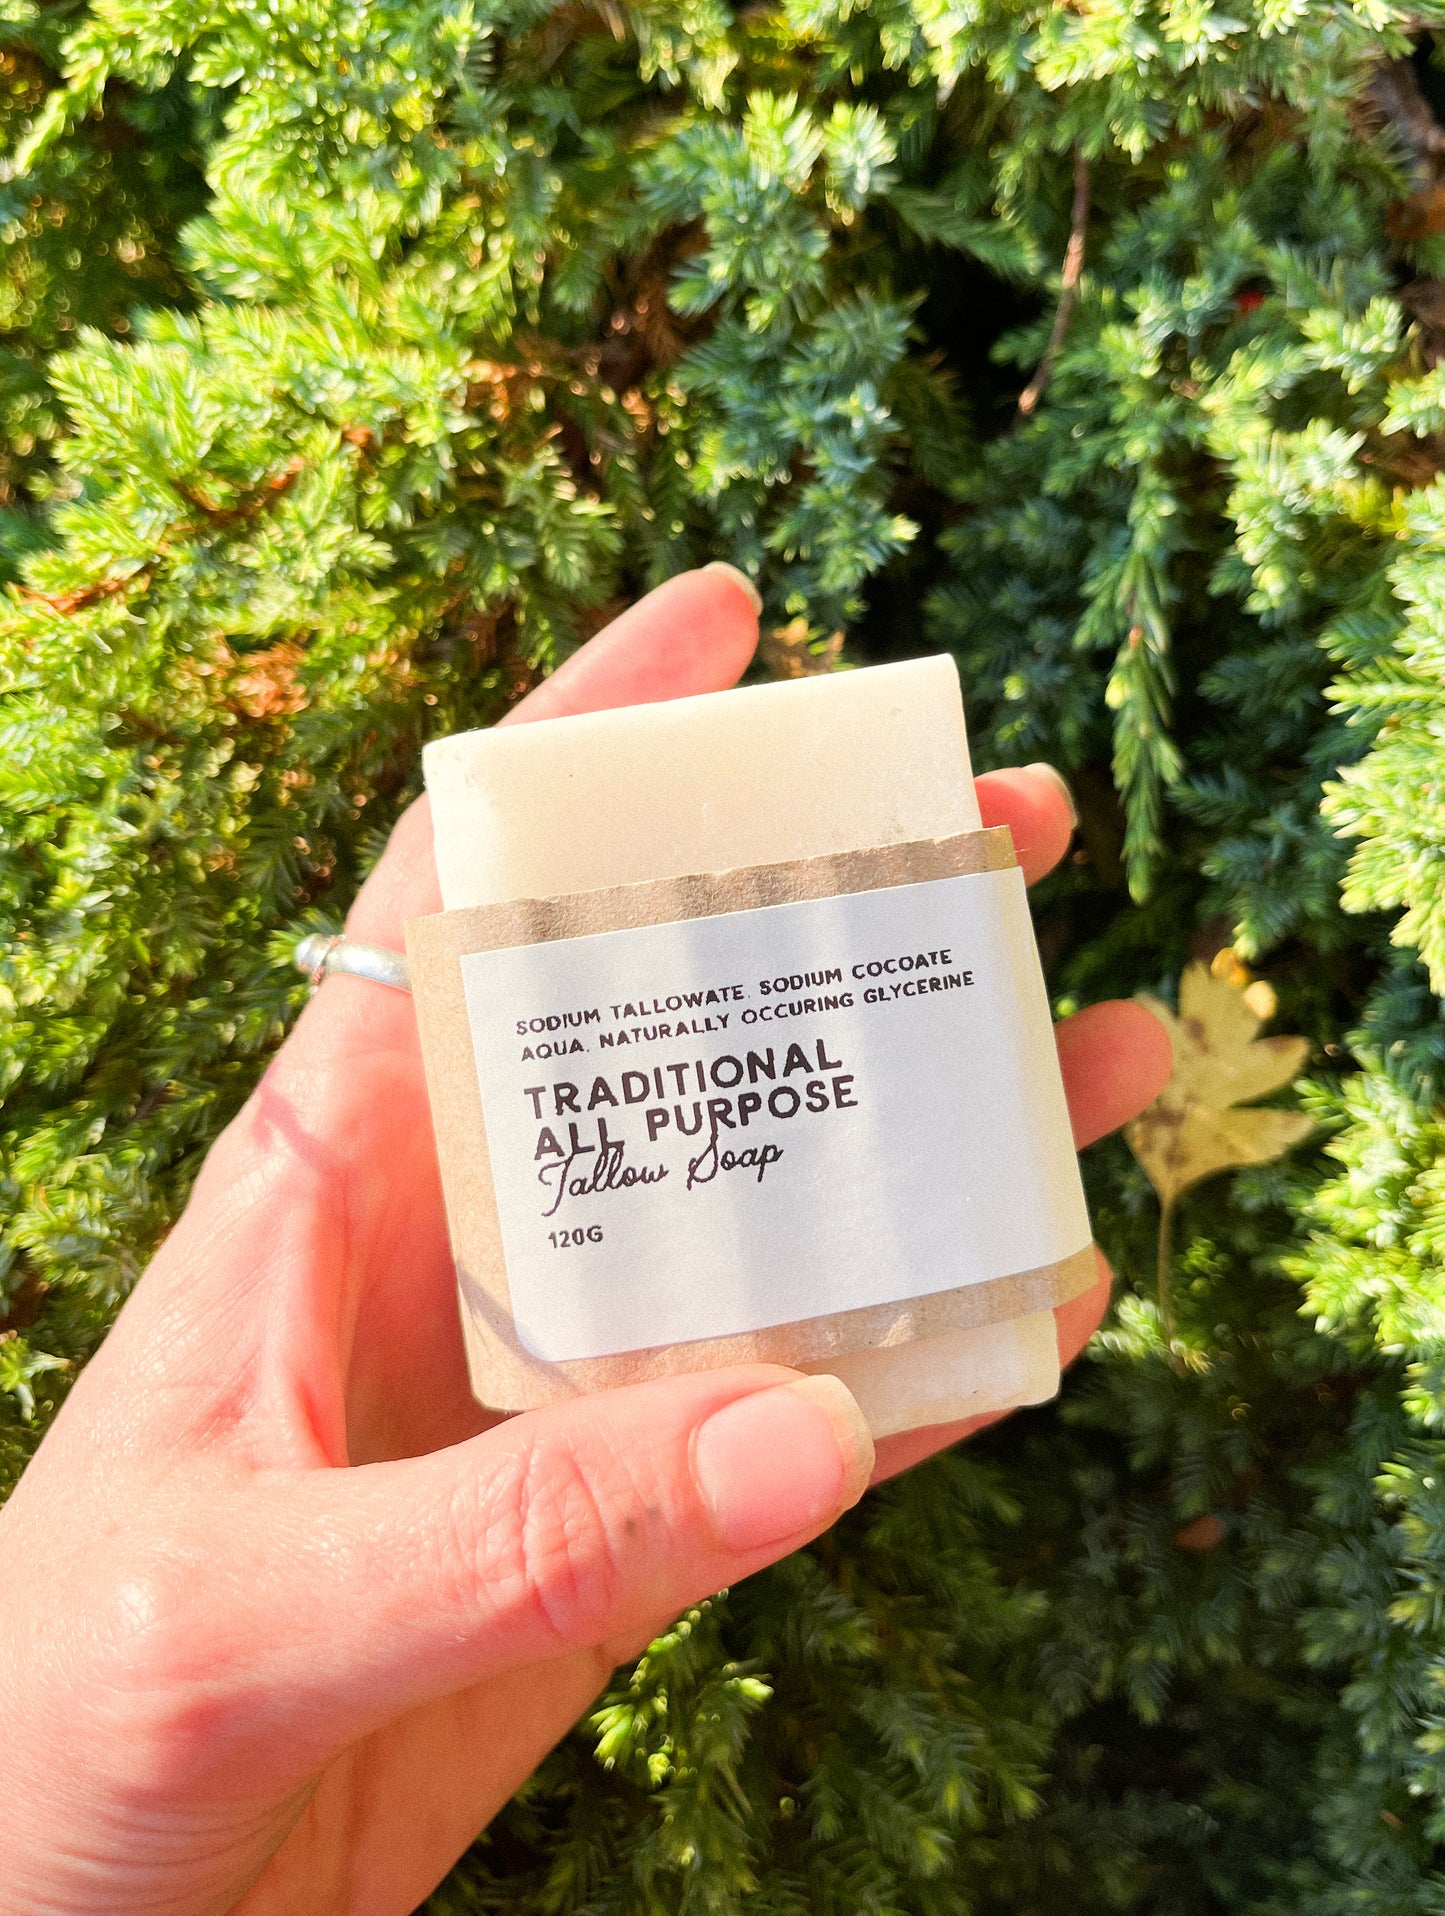 SODIUM TALLOWATE. SODIUM COCOATE
AQUA. NATURALLY OCCURING GLYCERINE
TRADITIONAL
ALL PURPOSE
Tallow Soap
120G